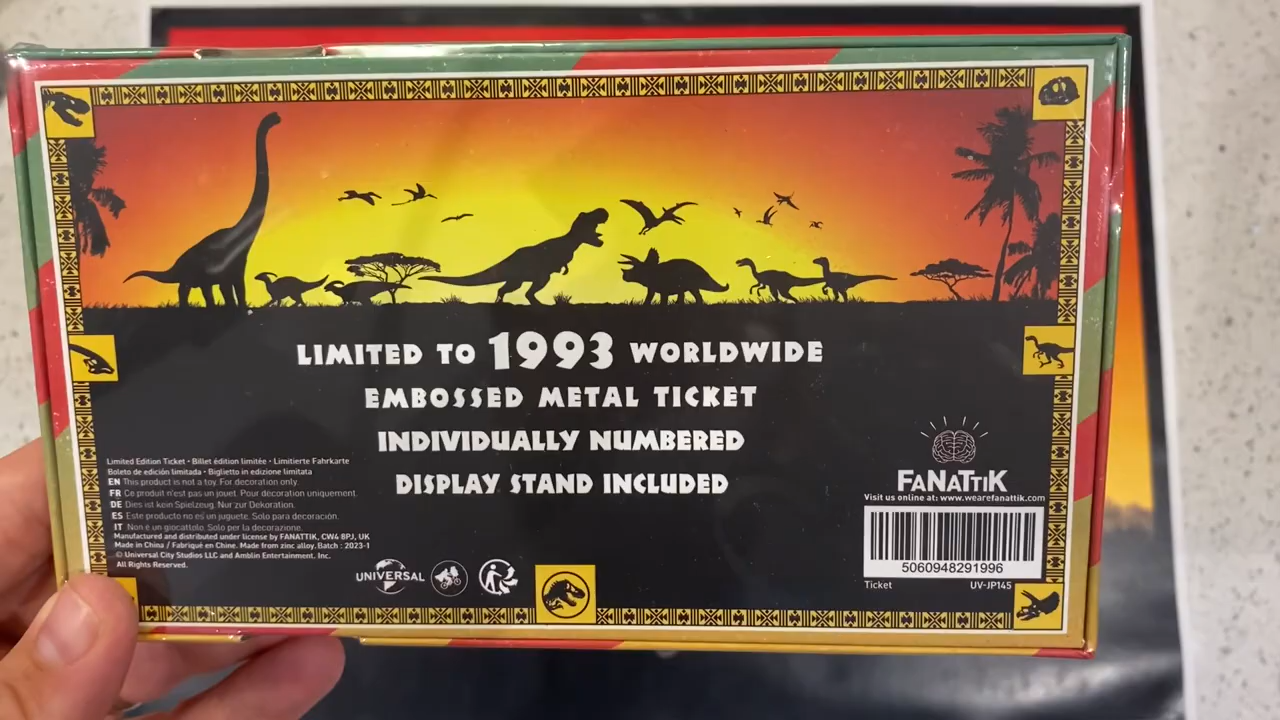 LIMITED TO 1993 WORLDWIDE
EMBOSSED METAL TICKET
INDIVIDUALLY NUMBERED
DISPLAY STAND INCLUDED
Limited Edition Ticket • Billet édition limitée • Limitierte Fahrkarte
Boleto de edición limitada • Biglietto in edizione limitata
EN This product is not a toy. For decoration only.
FR Ce produit n'est pas un jouet. Pour décoration uniquement.
DE Dies ist kein Spielzeug. Nur zur Dekoration.
ES Este producto no es un juguete. Solo para decoración.
IT Non è un giocattolo. Solo per la decorazione.
Manufactured and distributed under license by FANATTIK, CW4 8PJ, UK
Made in China / Fabriqué en Chine. Made from zinc alloy. Batch : 2023-1
© Universal City Studios LLC and Amblin Entertainment, Inc.
All Rights Reserved.
UNIVERSAL
FANATTIK
Visit us online at: www.wearefanattik.com
5060948291996
Ticket UV-JP145